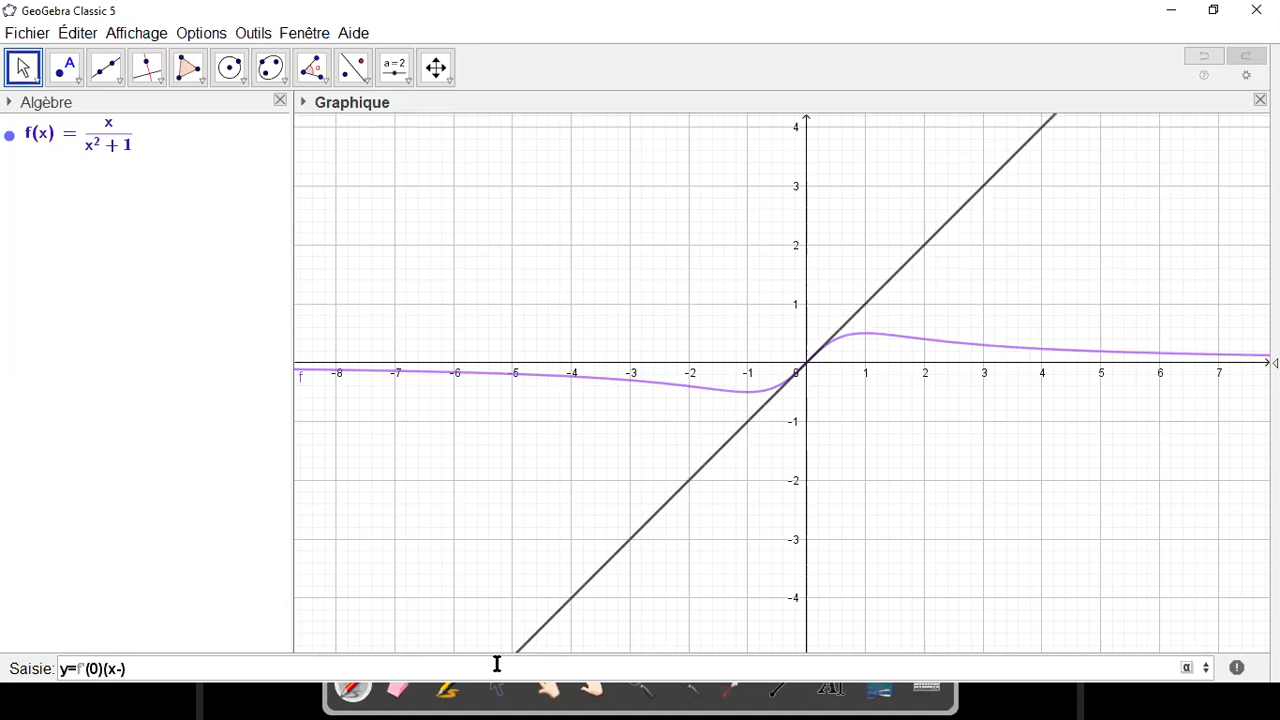 GeoGebra Classic 5
Fichier Éditer Affichage Options Outils Fenêtre Aide
A
a=2
Algèbre
Graphique
f(x) = x / x² + 1
4
3
2
1
f
-8 -7 -6 -5 -4 -3 -2 -1 0 1 2 3 4 5 6 7
-1
-2
-3
-4
Saisie: y=f'(0)(x-)
α
AI